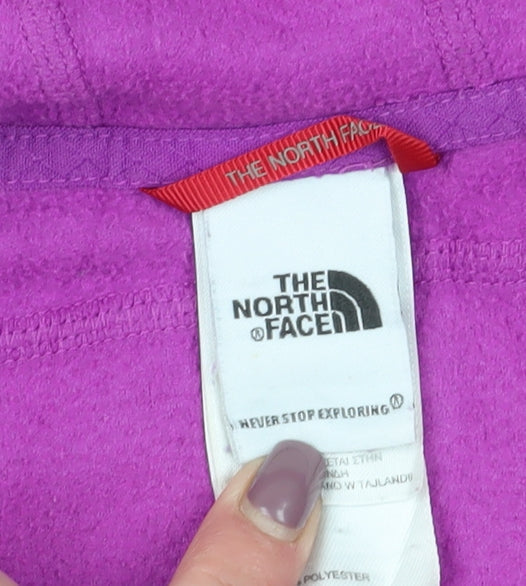 THE NORTH FACE
THE
NORTH
®FACE
NEVER STOP EXPLORING®
POLYESTER